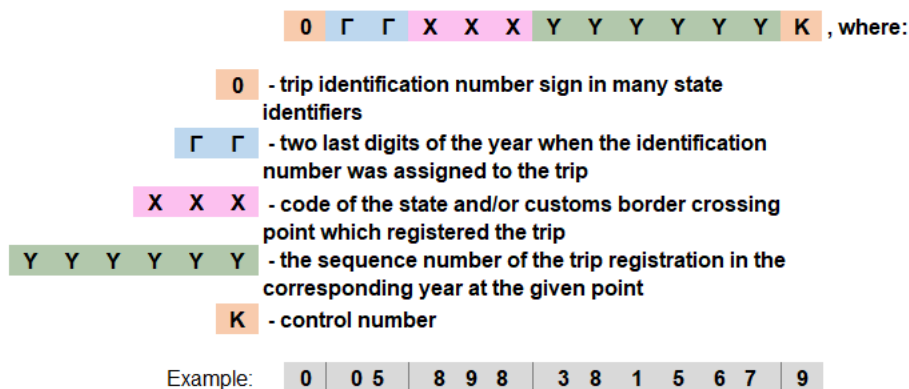 0 Г Г X X X Y Y Y Y Y Y K , where:
0 - trip identification number sign in many state
identifiers
Г Г - two last digits of the year when the identification
number was assigned to the trip
X X X - code of the state and/or customs border crossing
point which registered the trip
Y Y Y Y Y Y - the sequence number of the trip registration in the
corresponding year at the given point
K - control number
Example: 0 0 5 8 9 8 3 8 1 5 6 7 9